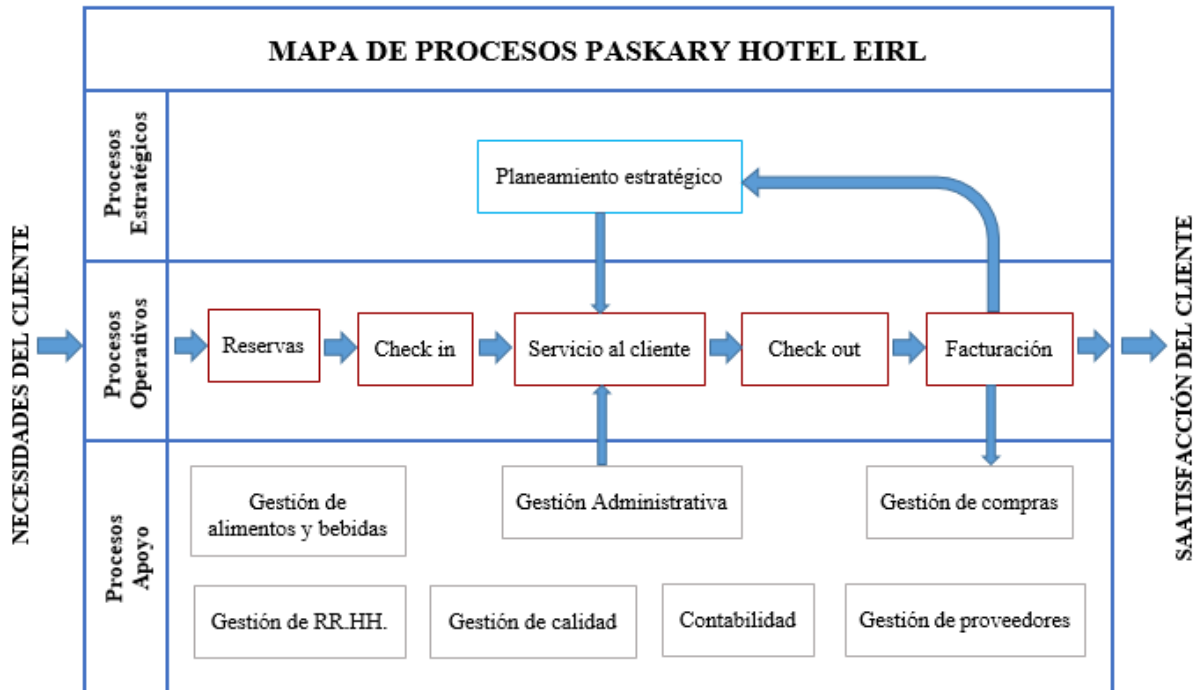 MAPA DE PROCESOS PASKARY HOTEL EIRL
NECESIDADES DEL CLIENTE
Procesos
Estratégicos
Planeamiento estratégico
Procesos
Operativos
Reservas
Check in
Servicio al cliente
Check out
Facturación
Procesos
Apoyo
Gestión de
alimentos y bebidas
Gestión Administrativa
Gestión de compras
Gestión de RR.HH.
Gestión de calidad
Contabilidad
Gestión de proveedores
SAATISFACCIÓN DEL CLIENTE